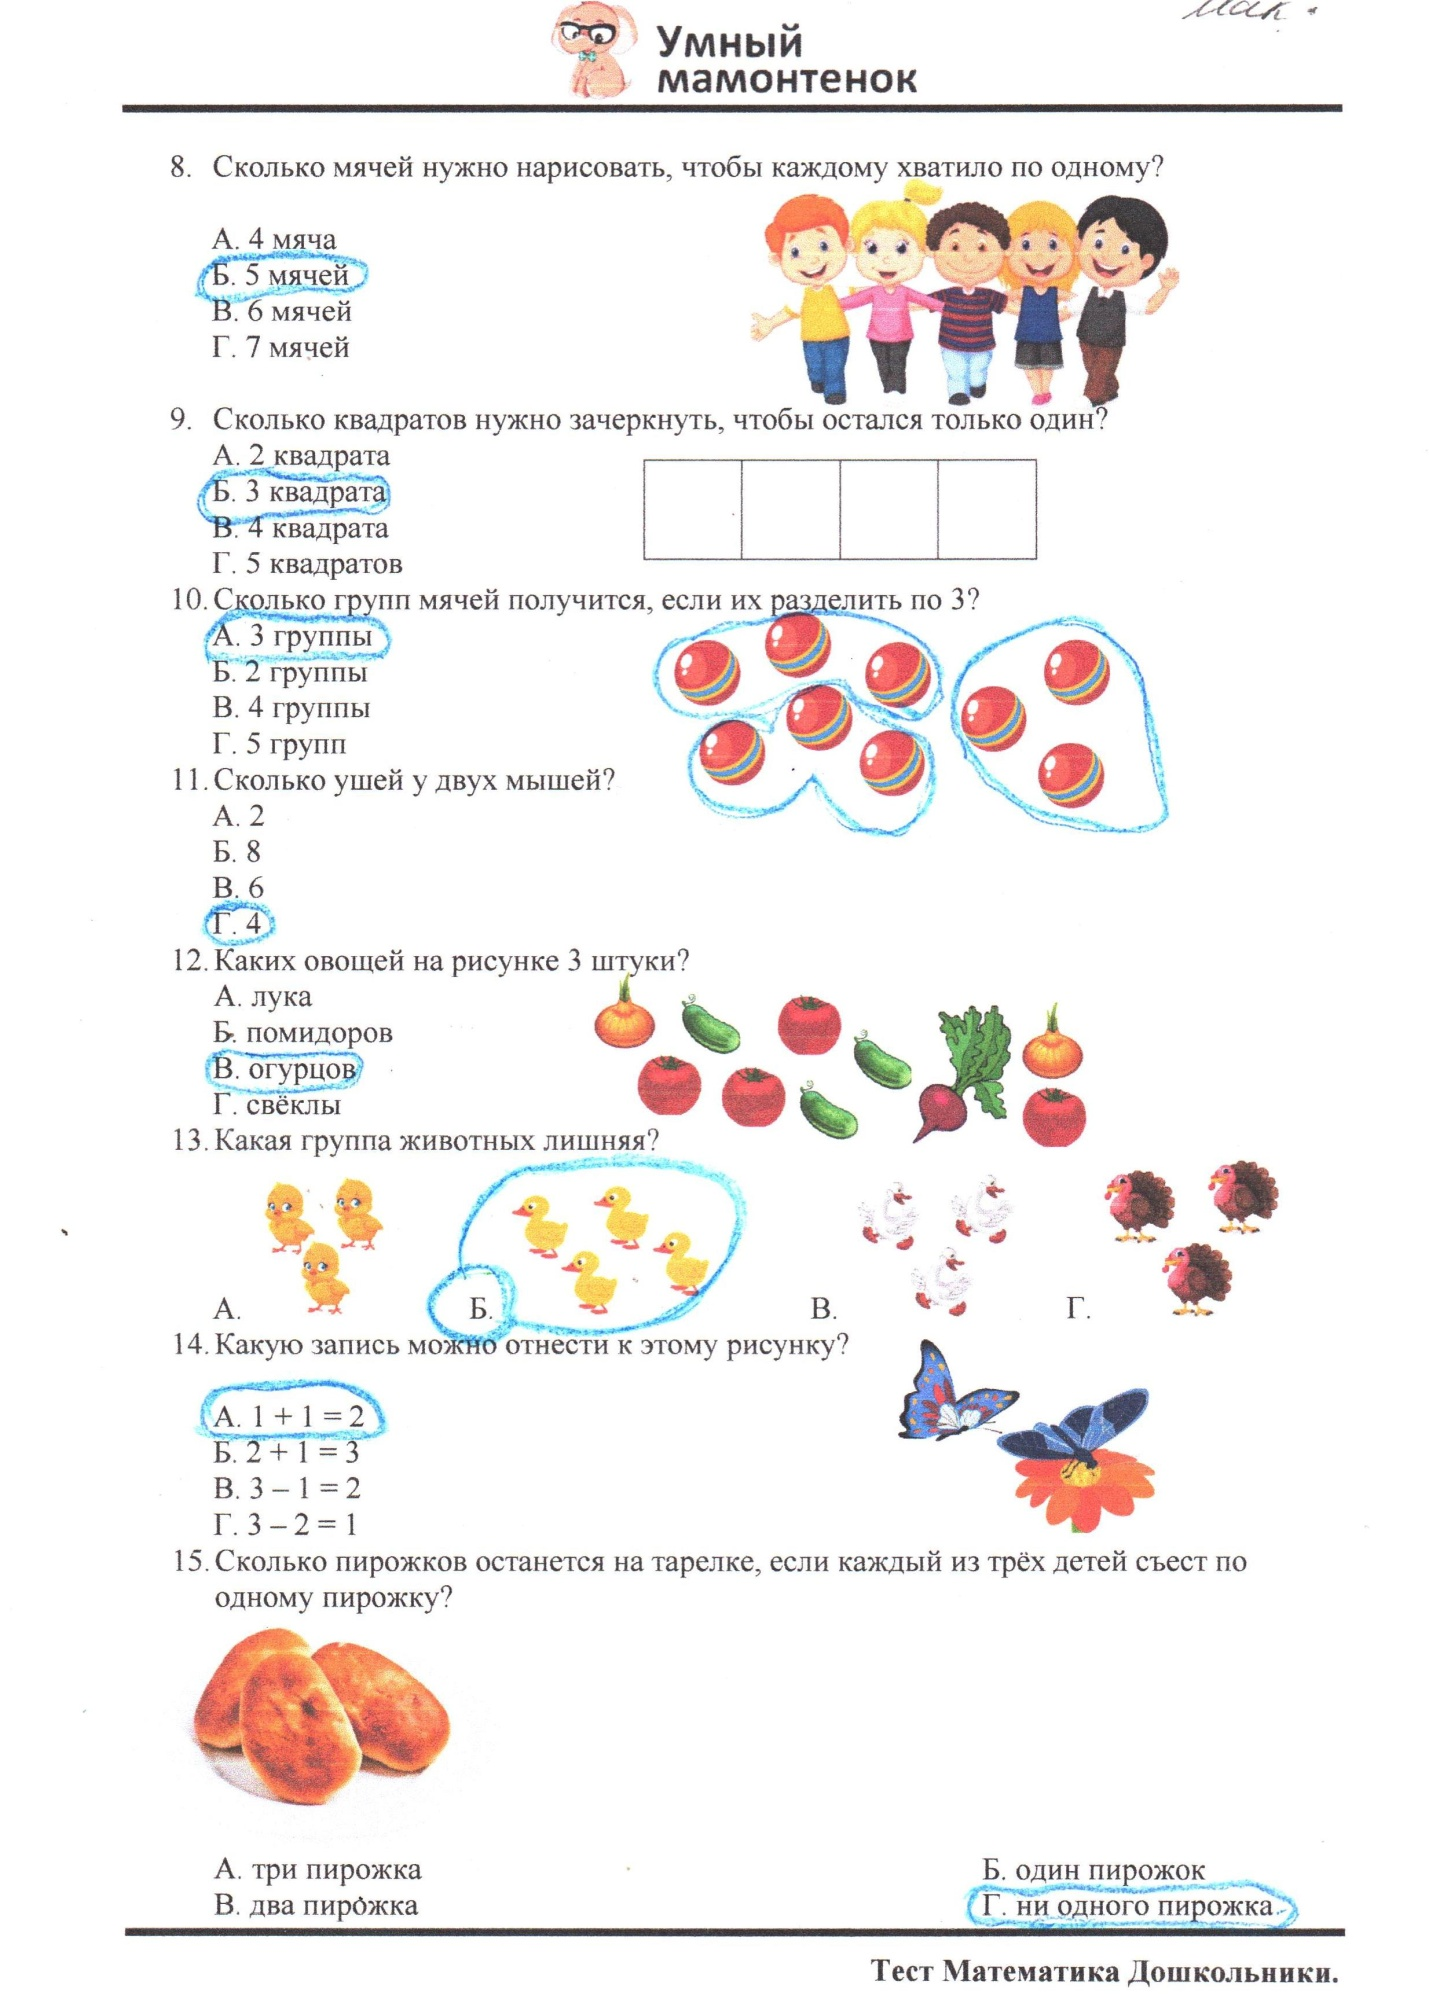 мак.
Умный
мамонтенок
8. Сколько мячей нужно нарисовать, чтобы каждому хватило по одному?
А. 4 мяча
Б. 5 мячей
В. 6 мячей
Г. 7 мячей
9. Сколько квадратов нужно зачеркнуть, чтобы остался только один?
А. 2 квадрата
Б. 3 квадрата
В. 4 квадрата
Г. 5 квадратов
10. Сколько групп мячей получится, если их разделить по 3?
А. 3 группы
Б. 2 группы
В. 4 группы
Г. 5 групп
11. Сколько ушей у двух мышей?
А. 2
Б. 8
В. 6
Г. 4
12. Каких овощей на рисунке 3 штуки?
А. лука
Б. помидоров
В. огурцов
Г. свёклы
13. Какая группа животных лишняя?
А. Б. В. Г.
14. Какую запись можно отнести к этому рисунку?
А. 1 + 1 = 2
Б. 2 + 1 = 3
В. 3 – 1 = 2
Г. 3 – 2 = 1
15. Сколько пирожков останется на тарелке, если каждый из трёх детей съест по
одному пирожку?
А. три пирожка Б. один пирожок
В. два пирожка Г. ни одного пирожка
Тест Математика Дошкольники.